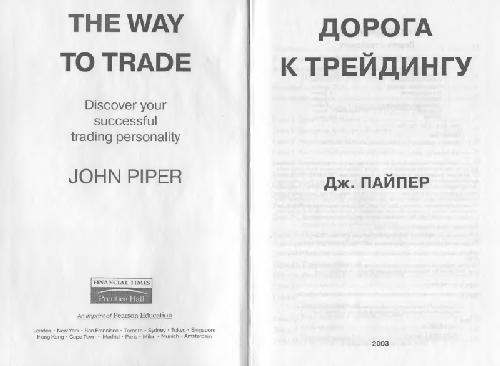 THE WAY
TO TRADE
Discover your
successful
trading personality
JOHN PIPER
FINANCIAL TIMES
Prentice Hall
An imprint of Pearson Education
London • New York • San Francisco • Toronto • Sydney • Tokyo • Singapore
Hong Kong • Cape Town • Madrid • Paris • Milan • Munich • Amsterdam
ДОРОГА
К ТРЕЙДИНГУ
Дж. ПАЙПЕР
2003